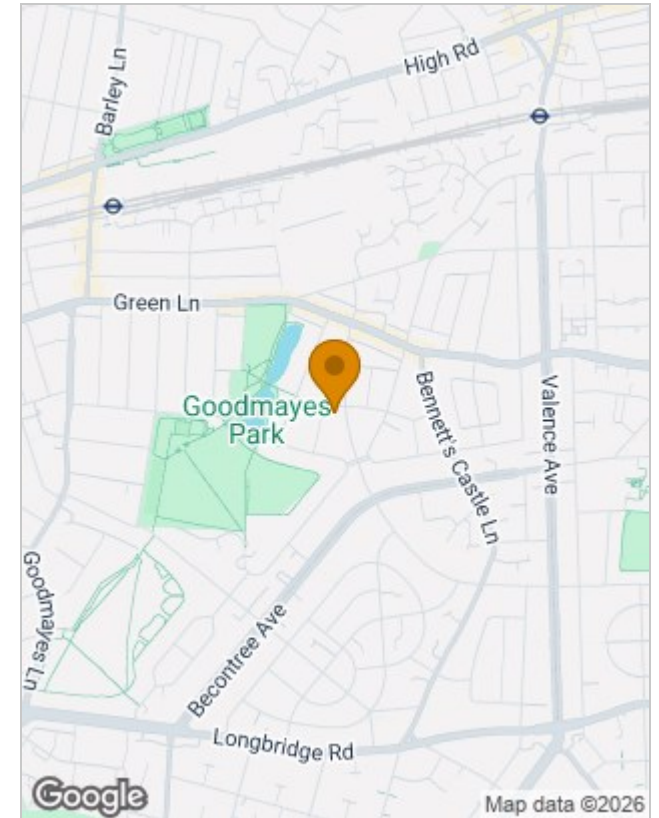 High Rd
Barley Ln
Green Ln
Goodmayes
Park
Bennett's Castle Ln
Valence Ave
Goodmayes Ln
Becontree Ave
Longbridge Rd
Google
Map data ©2026